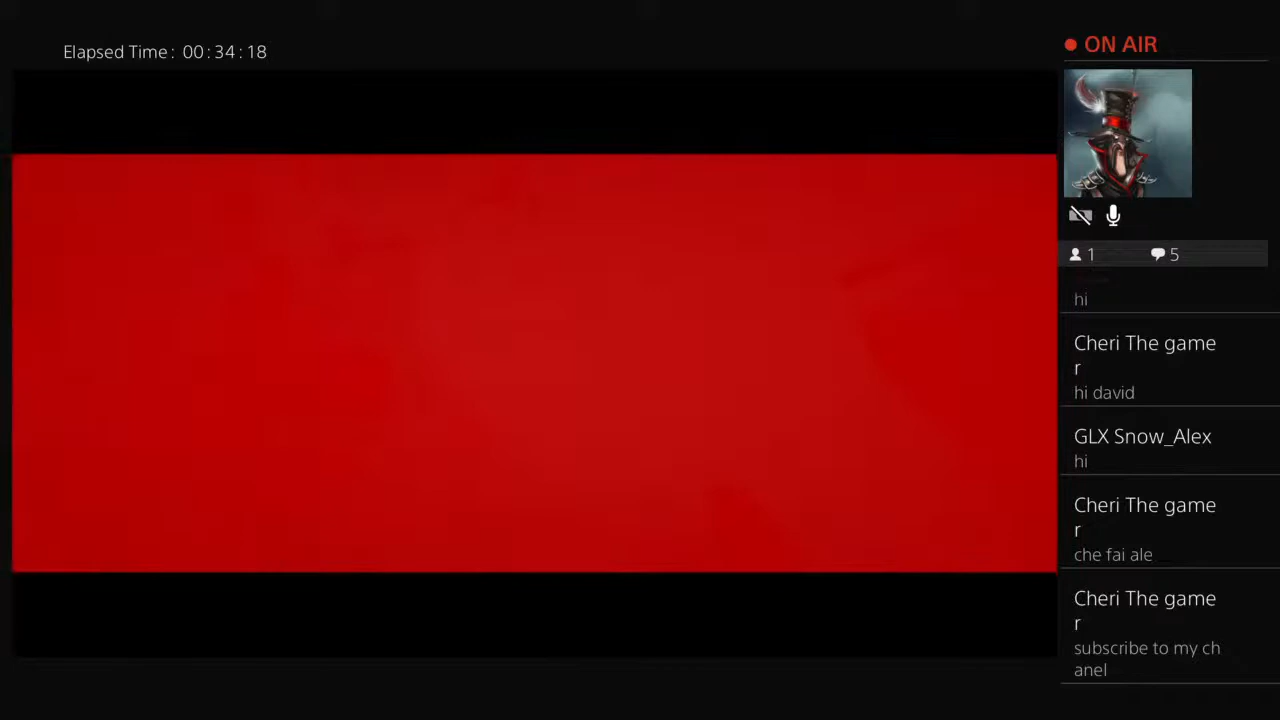 Elapsed Time: 00:34:18
ON AIR
1
5
hi
Cheri The game
r
hi david
GLX Snow_Alex
hi
Cheri The game
r
che fai ale
Cheri The game
r
subscribe to my ch
anel